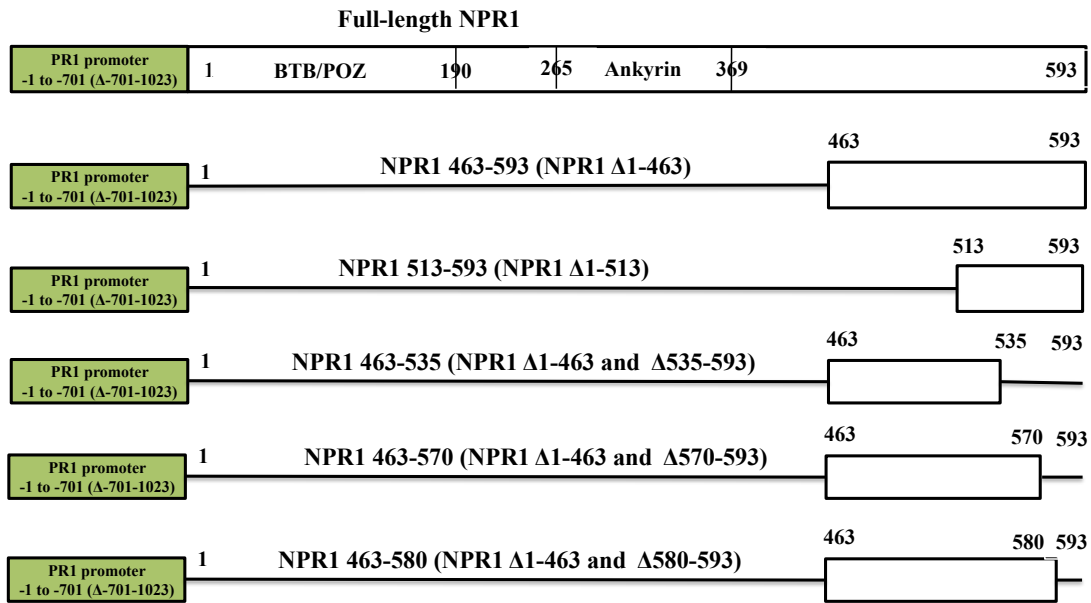 Full-length NPR1
PR1 promoter
-1 to -701 (Δ-701-1023)
1 BTB/POZ 190 265 Ankyrin 369 593
PR1 promoter
-1 to -701 (Δ-701-1023)
1 NPR1 463-593 (NPR1 Δ1-463) 463 593
PR1 promoter
-1 to -701 (Δ-701-1023)
1 NPR1 513-593 (NPR1 Δ1-513) 513 593
PR1 promoter
-1 to -701 (Δ-701-1023)
1 NPR1 463-535 (NPR1 Δ1-463 and Δ535-593) 463 535 593
PR1 promoter
-1 to -701 (Δ-701-1023)
1 NPR1 463-570 (NPR1 Δ1-463 and Δ570-593) 463 570 593
PR1 promoter
-1 to -701 (Δ-701-1023)
1 NPR1 463-580 (NPR1 Δ1-463 and Δ580-593) 463 580 593